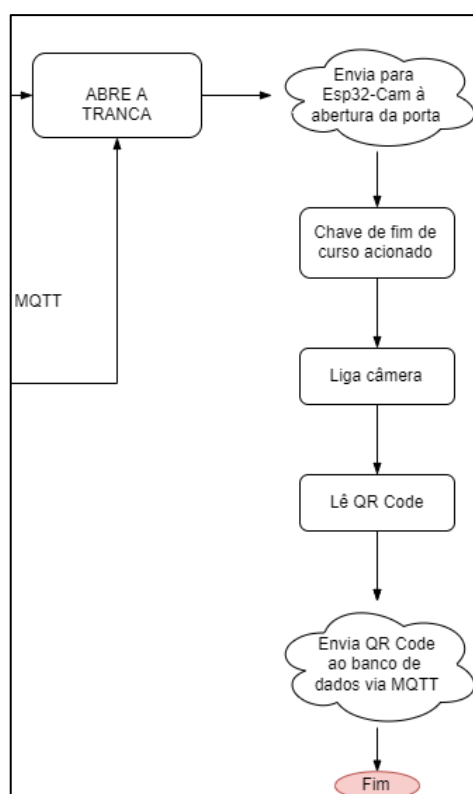 ABRE A
TRANCA
Envia para
Esp32-Cam à
abertura da porta
Chave de fim de
curso acionado
MQTT
Liga câmera
Lê QR Code
Envia QR Code
ao banco de
dados via MQTT
Fim